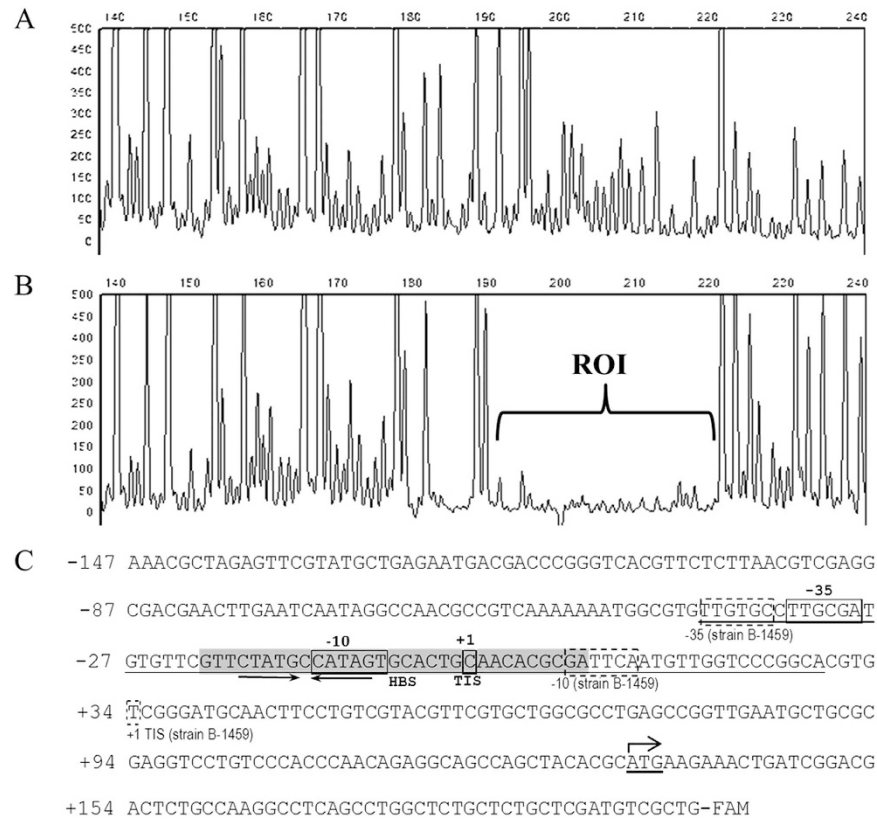 A
140 150 160 170 180 190 200 210 220 230 240
500
450
400
350
300
250
200
150
100
50
0
B
140 150 160 170 180 190 200 210 220 230 240
500
450
400
350
300
250
200
150
100
50
0
ROI
C
-147 AAACGCTAGAGTTCGTATGCTGAGAATGACGACCCGGGTCACGTTCTCTTAACGTCGAGG
-35
-87 CGACGAACTTGAATCAATAGGCCAACGCCGTCAAAAAAATGGCGTGTTGTGCCTTGCGAT
-35 (strain B-1459)
-10 +1
-27 GTGTTCGTTCTATGCCATAGTGCACTGCAACACGCGATTCAATGTTGGTCCCGGCACGTG
HBS TIS -10 (strain B-1459)
+34 TCGGGATGCAACTTCCTGTCGTACGTTCGTGCTGGCGCCTGAGCCGGTTGAATGCTGCGC
+1 TIS (strain B-1459)
+94 GAGGTCCTGTCCCACCCAACAGAGGCAGCCAGCTACACGCATGAAGAAACTGATCGGACG
+154 ACTCTGCCAAGGCCTCAGCCTGGCTCTGCTCTGCTCGATGTCGCTG-FAM